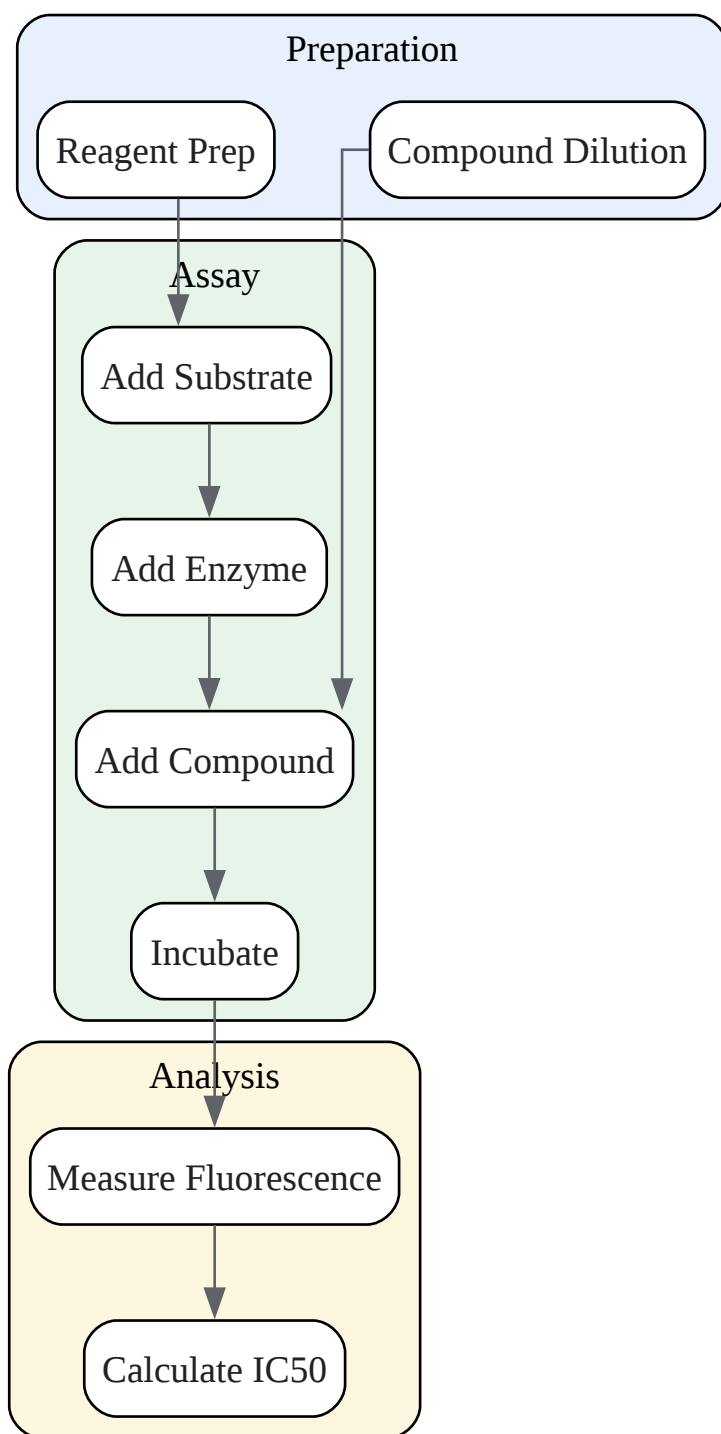 Preparation
Reagent Prep
Compound Dilution
Assay
Add Substrate
Add Enzyme
Add Compound
Incubate
Analysis
Measure Fluorescence
Calculate IC50